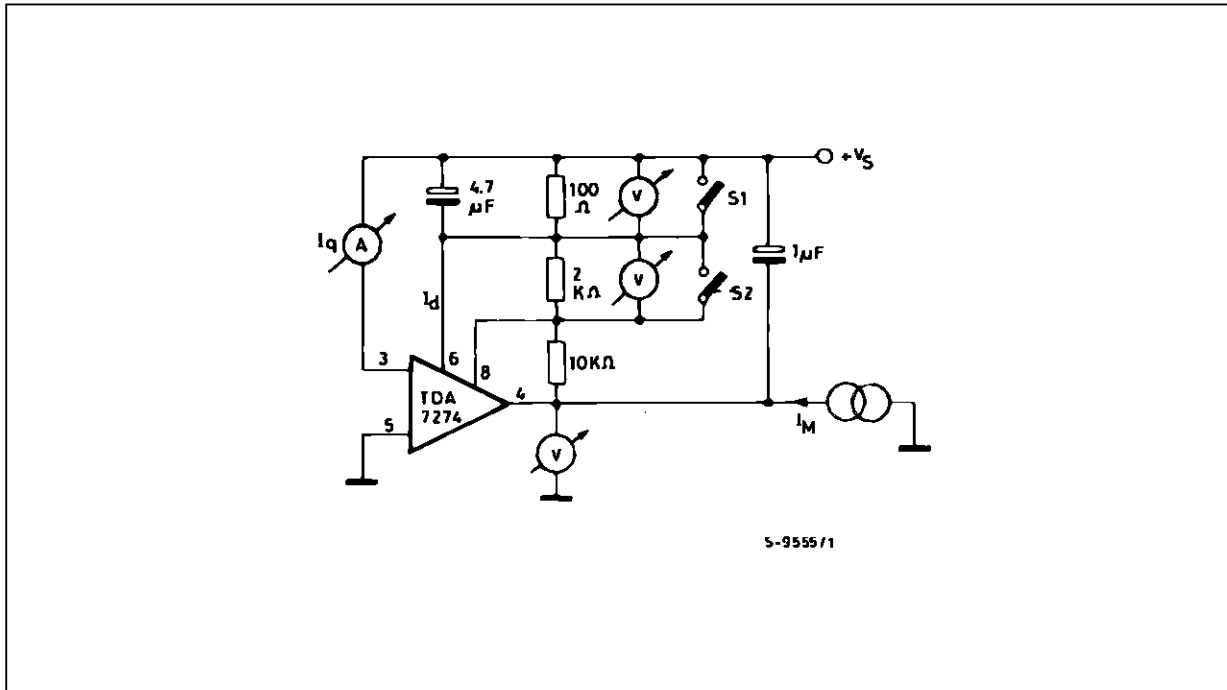 +VS
4.7
µF
100
Ω
V
S1
Iq
A
2
KΩ
V
S2
1µF
Id
3
6
8
10KΩ
TDA
7274
4
5
V
IM
S-9555/1